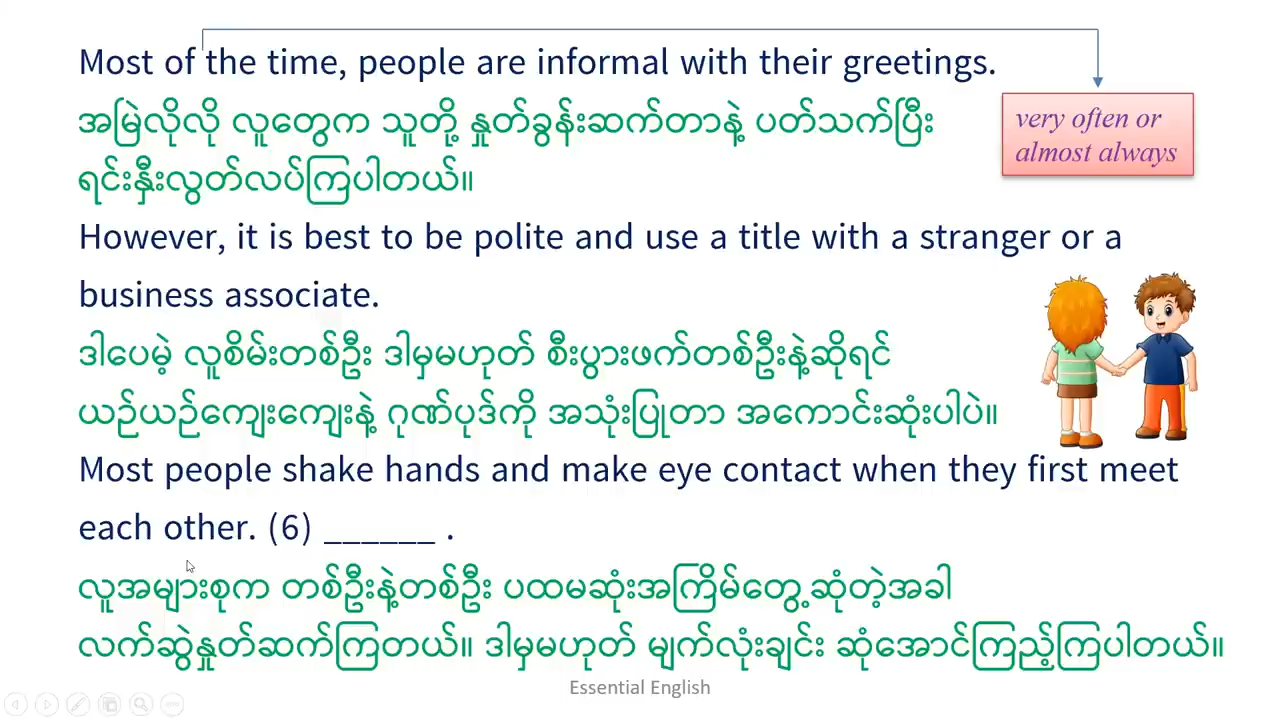 Most of the time, people are informal with their greetings.
အမြဲလိုလို လူတွေက သူတို့ နှုတ်ခွန်းဆက်တာနဲ့ ပတ်သက်ပြီး
ရင်းနှီးလွတ်လပ်ကြပါတယ်။
very often or
almost always
However, it is best to be polite and use a title with a stranger or a
business associate.
ဒါပေမဲ့ လူစိမ်းတစ်ဦး ဒါမှမဟုတ် စီးပွားဖက်တစ်ဦးနဲ့ဆိုရင်
ယဉ်ယဉ်ကျေးကျေးနဲ့ ဂုဏ်ပုဒ်ကို အသုံးပြုတာ အကောင်းဆုံးပါပဲ။
Most people shake hands and make eye contact when they first meet
each other. (6) ______ .
လူအများစုက တစ်ဦးနဲ့တစ်ဦး ပထမဆုံးအကြိမ်တွေ့ဆုံတဲ့အခါ
လက်ဆွဲနှုတ်ဆက်ကြတယ်။ ဒါမှမဟုတ် မျက်လုံးချင်း ဆုံအောင်ကြည့်ကြပါတယ်။
Essential English